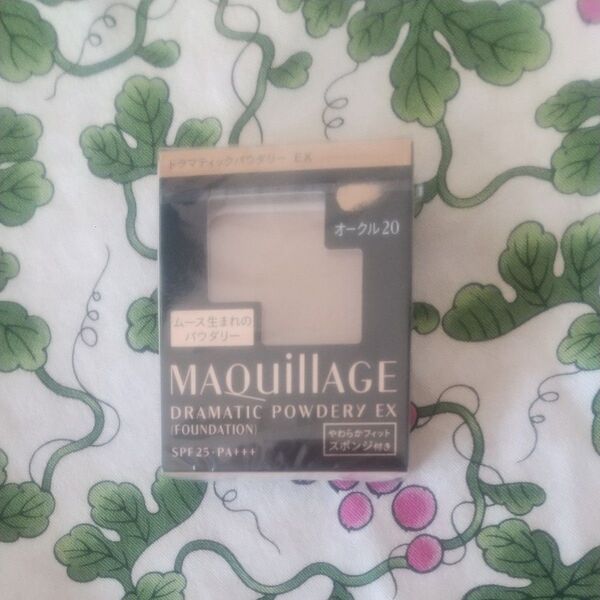 ドラマティックパウダリー EX
オークル20
ムース生まれの
パウダリー
MAQuillAGE
DRAMATIC POWDERY EX
(FOUNDATION)
SPF25・PA+++
やわらかフィット
スポンジ付き